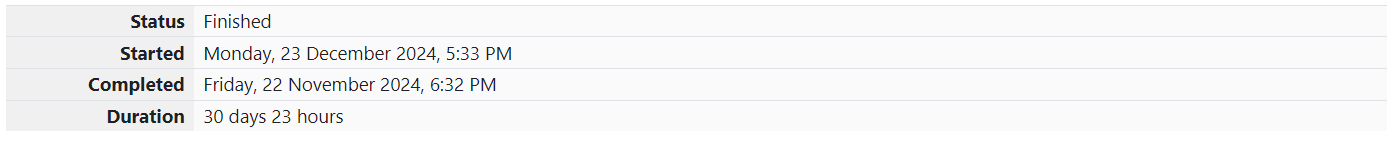 Status Finished
Started Monday, 23 December 2024, 5:33 PM
Completed Friday, 22 November 2024, 6:32 PM
Duration 30 days 23 hours